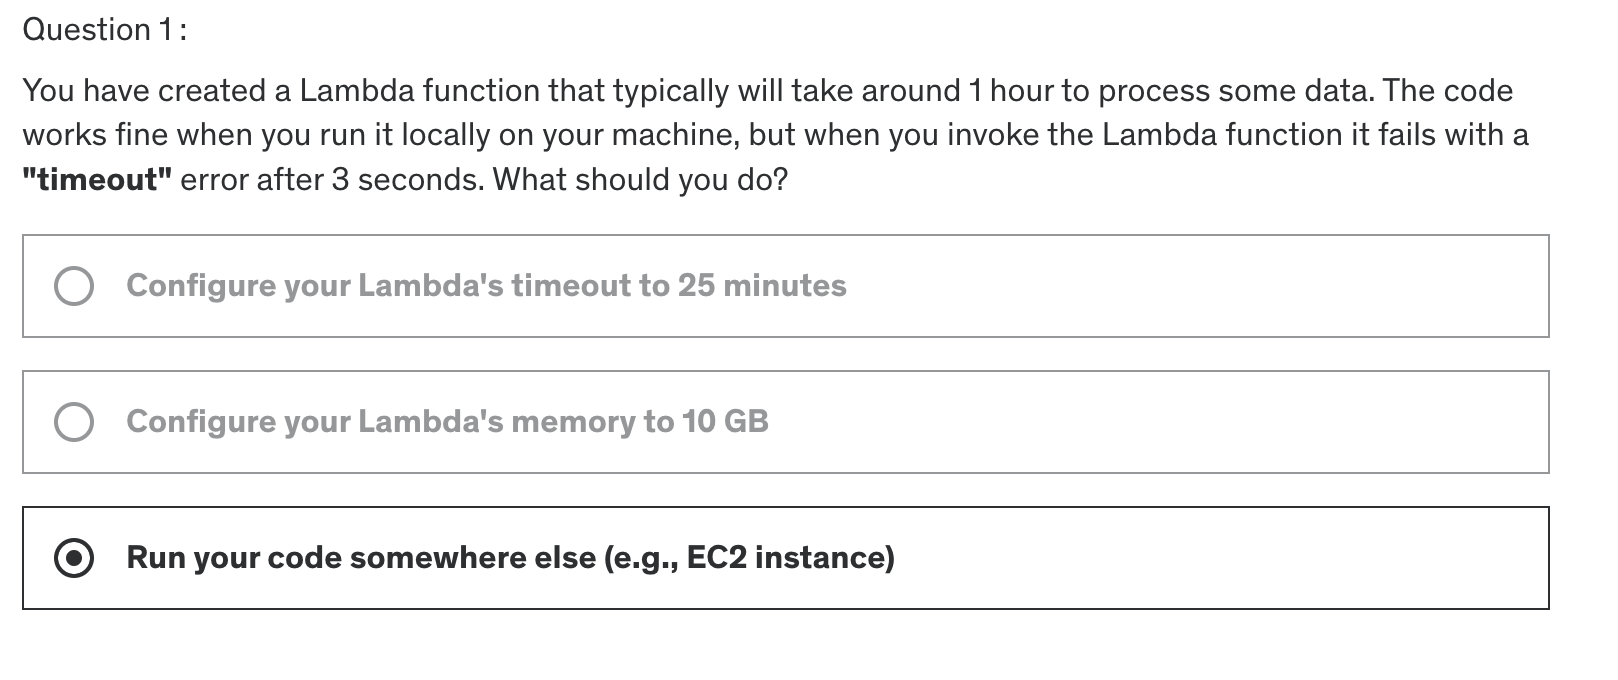 Question 1:
You have created a Lambda function that typically will take around 1 hour to process some data. The code
works fine when you run it locally on your machine, but when you invoke the Lambda function it fails with a
"timeout" error after 3 seconds. What should you do?
Configure your Lambda's timeout to 25 minutes
Configure your Lambda's memory to 10 GB
Run your code somewhere else (e.g., EC2 instance)